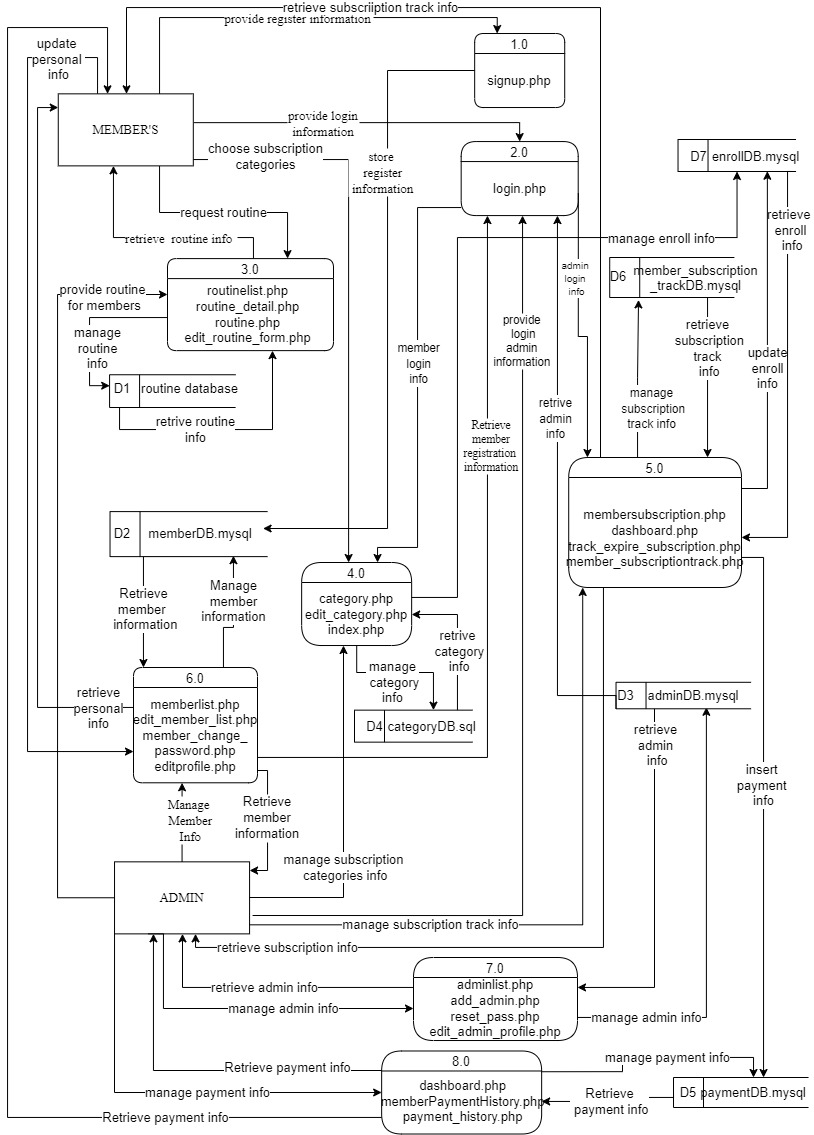 retrieve subscriiption track info
provide register information
update
personal
info
1.0
signup.php
MEMBER'S
provide login
information
choose subscription
categories
store
register
information
2.0
login.php
D7
enrollDB.mysql
request routine
retrieve
enroll
info
retrieve routine info
manage enroll info
3.0
routinelist.php
routine_detail.php
routine.php
edit_routine_form.php
admin
login
info
D6
member_subscription
_trackDB.mysql
provide routine
for members
manage
routine
info
provide
login
admin
information
retrieve
subscription
track
info
member
login
info
update
enroll
info
D1
routine database
manage
subscription
track info
retrive
admin
info
retrive routine
info
Retrieve
member
registration
information
5.0
membersubscription.php
dashboard.php
track_expire_subscription.php
member_subscriptiontrack.php
D2
memberDB.mysql
4.0
category.php
edit_category.php
index.php
Retrieve
member
information
Manage
member
information
retrive
category
info
manage
category
info
6.0
memberlist.php
edit_member_list.php
member_change_
password.php
editprofile.php
retrieve
personal
info
D3
adminDB.mysql
D4
categoryDB.sql
retrieve
admin
info
insert
payment
info
Manage
Member
Info
Retrieve
member
information
manage subscription
categories info
ADMIN
manage subscription track info
retrieve subscription info
7.0
adminlist.php
add_admin.php
reset_pass.php
edit_admin_profile.php
retrieve admin info
manage admin info
manage admin info
8.0
dashboard.php
memberPaymentHistory.php
payment_history.php
manage payment info
Retrieve payment info
manage payment info
Retrieve
payment info
D5
paymentDB.mysql
Retrieve payment info